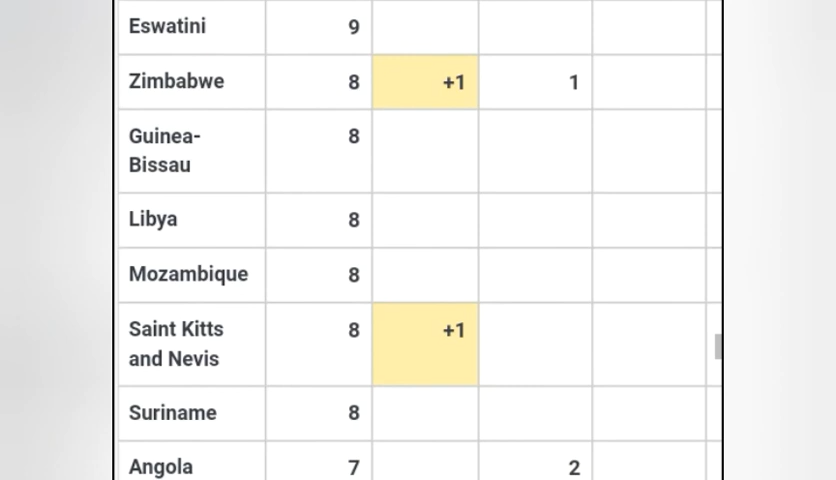 Eswatini 9
Zimbabwe 8 +1 1
Guinea- 8
Bissau
Libya 8
Mozambique 8
Saint Kitts 8 +1
and Nevis
Suriname 8
Angola 7 2